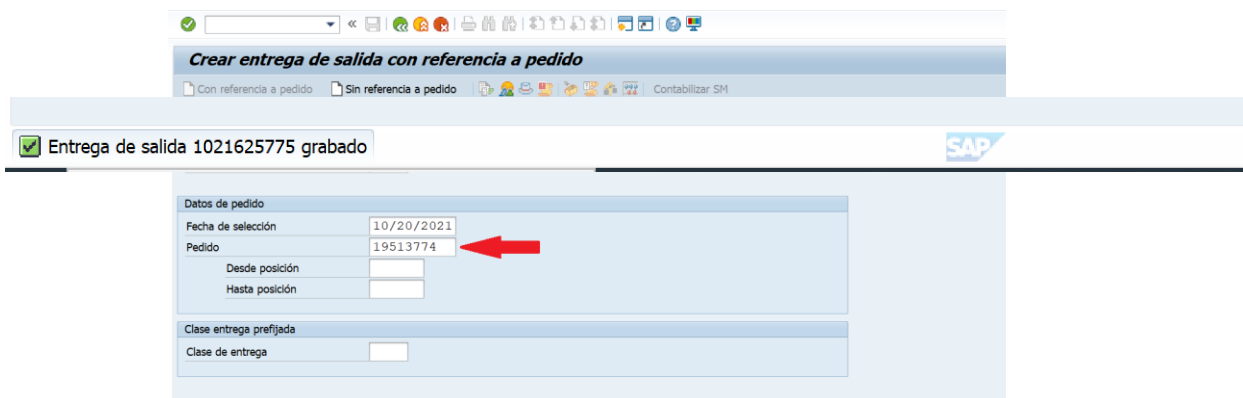 Crear entrega de salida con referencia a pedido
Con referencia a pedido Sin referencia a pedido Contabilizar SM
Entrega de salida 1021625775 grabado
SAP
Datos de pedido
Fecha de selección 10/20/2021
Pedido 19513774
Desde posición
Hasta posición
Clase entrega prefijada
Clase de entrega